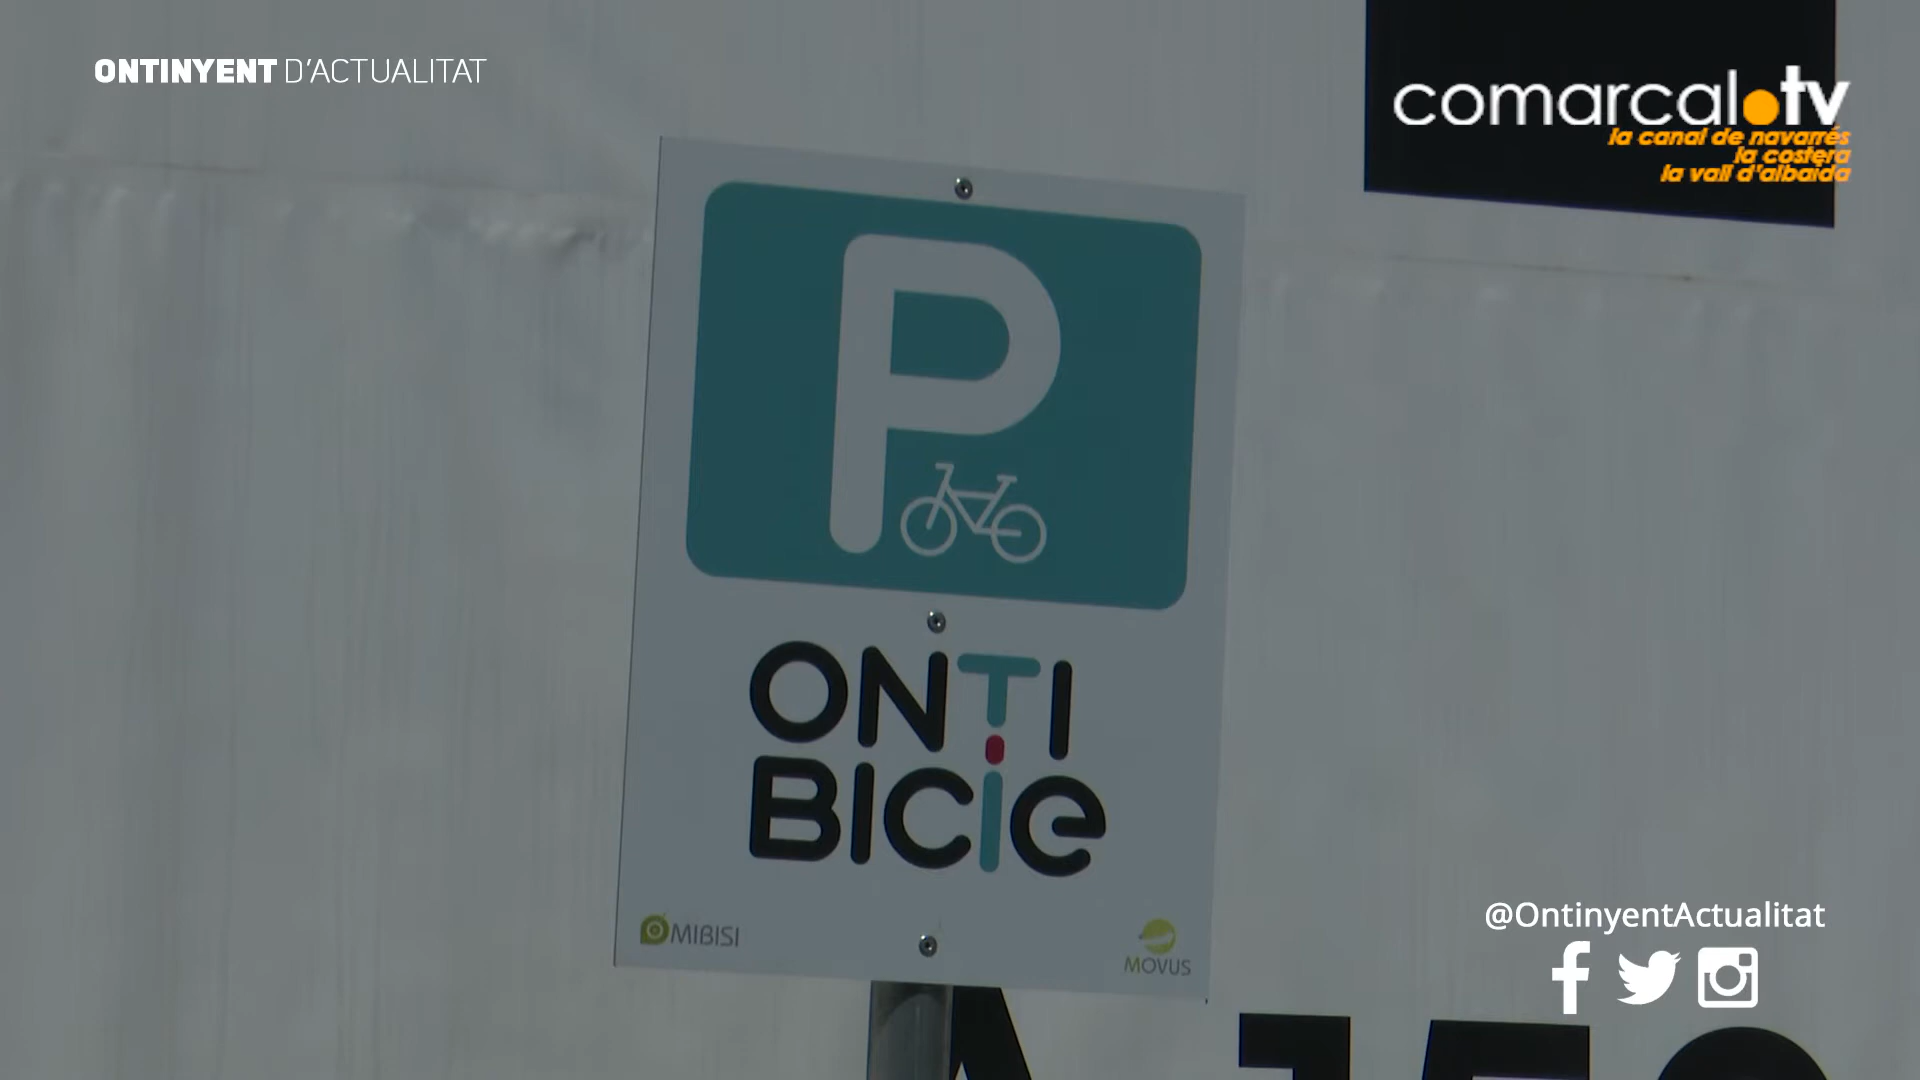 ONTINYENT D'ACTUALITAT
comarcal.tv
la canal de navarrés
la costera
la vall d'albaida
P
ONTI
BICIE
MIBISI
MOVUS
@OntinyentActualitat